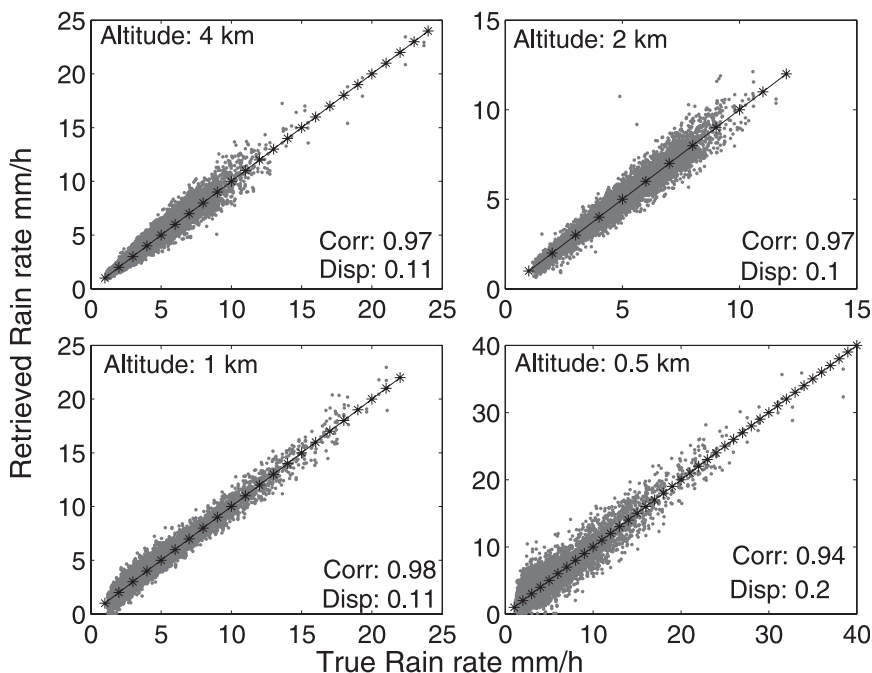 Altitude: 4 km
25
20
15
10
5
0
Corr: 0.97
Disp: 0.11
0 5 10 15 20 25
Altitude: 2 km
15
10
5
0
Corr: 0.97
Disp: 0.1
0 5 10 15
Altitude: 1 km
25
20
15
10
5
0
Corr: 0.98
Disp: 0.11
0 5 10 15 20 25
Altitude: 0.5 km
40
30
20
10
0
Corr: 0.94
Disp: 0.2
0 10 20 30 40
Retrieved Rain rate mm/h
True Rain rate mm/h